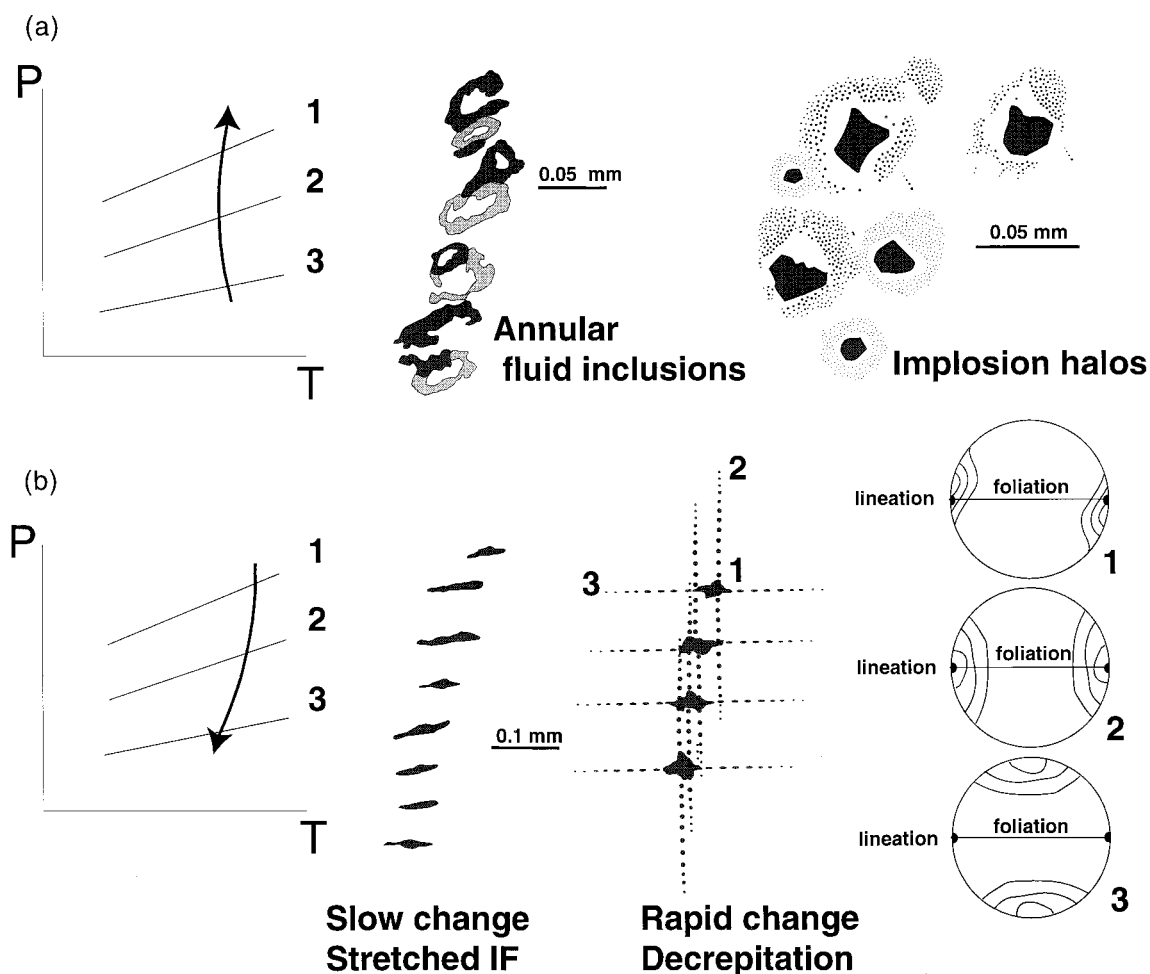 (a)
P
1
2
3
T
0.05 mm
Annular
fluid inclusions
0.05 mm
Implosion halos
(b)
P
1
2
3
T
0.1 mm
Slow change
Stretched IF
2
3
1
Rapid change
Decrepitation
lineation
foliation
1
lineation
foliation
2
lineation
foliation
3